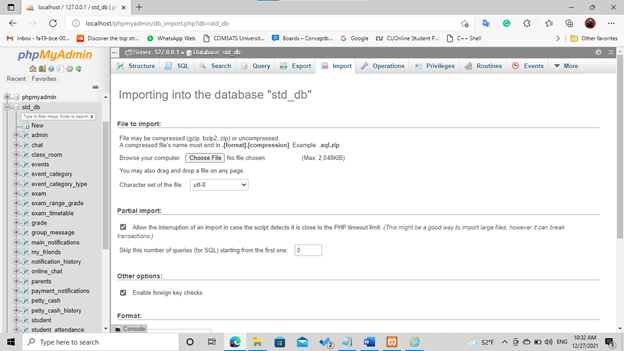 localhost / 127.0.0.1 / std_db | p
localhost/phpmyadmin/db_import.php?db=std_db
Inbox - fa19-bce-00...
Discover the top str...
WhatsApp Web
COMSATS Universit...
Boards – Conceptb...
Google
CUOnline Student P...
C++ Shell
Other favorites
phpMyAdmin
Recent Favorites
phpmyadmin
std_db
Type to filter these, Enter to search X
New
admin
chat
class_room
events
event_category
event_category_type
exam
exam_range_grade
exam_timetable
grade
group_message
main_notifications
my_friends
notification_history
online_chat
parents
payment_notifications
petty_cash
petty_cash_history
student
student_attendance
Server: 127.0.0.1 » Database: std_db
Structure SQL Search Query Export Import Operations Privileges Routines Events More
Importing into the database "std_db"
File to import:
File may be compressed (gzip, bzip2, zip) or uncompressed.
A compressed file's name must end in .[format].[compression]. Example: .sql.zip
Browse your computer: Choose File No file chosen (Max: 2,048KiB)
You may also drag and drop a file on any page.
Character set of the file: utf-8
Partial import:
Allow the interruption of an import in case the script detects it is close to the PHP timeout limit. (This might be a good way to import large files, however it can break
transactions.)
Skip this number of queries (for SQL) starting from the first one: 0
Other options:
Enable foreign key checks
Format:
Console
Type here to search
52°F
ENG
10:32 AM
12/27/2021